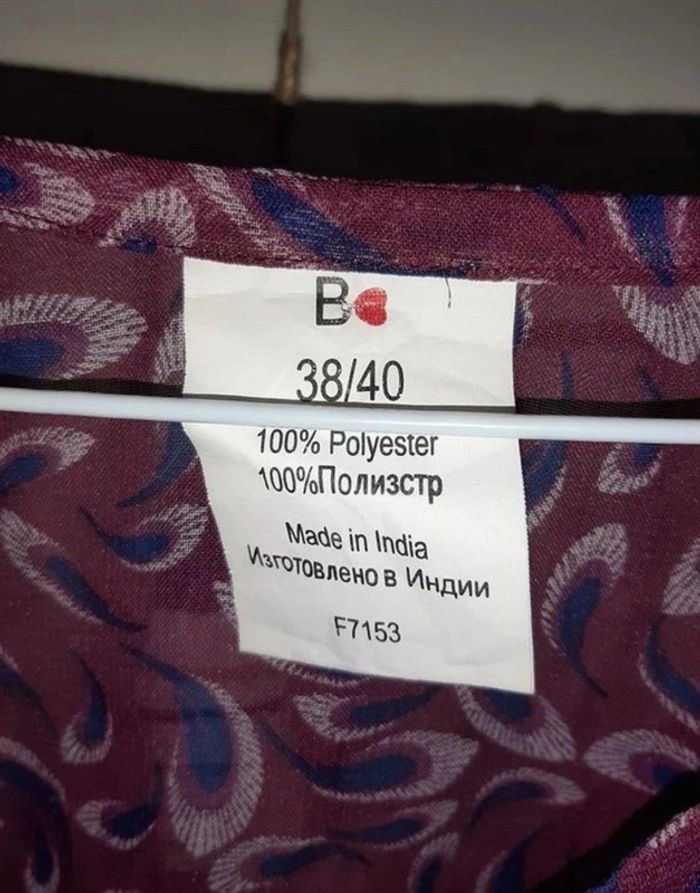 B
38/40
100% Polyester
100%Полизстр
Made in India
Изготовлено в Индии
F7153